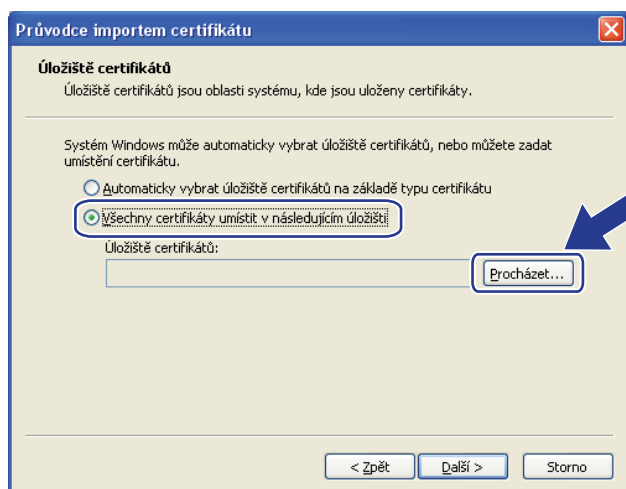 Průvodce importem certifikátu
Úložiště certifikátů
Úložiště certifikátů jsou oblasti systému, kde jsou uloženy certifikáty.
Systém Windows může automaticky vybrat úložiště certifikátů, nebo můžete zadat
umístění certifikátu.
Automaticky vybrat úložiště certifikátů na základě typu certifikátu
Všechny certifikáty umístit v následujícím úložišti
Úložiště certifikátů:
Procházet...
< Zpět Další > Storno